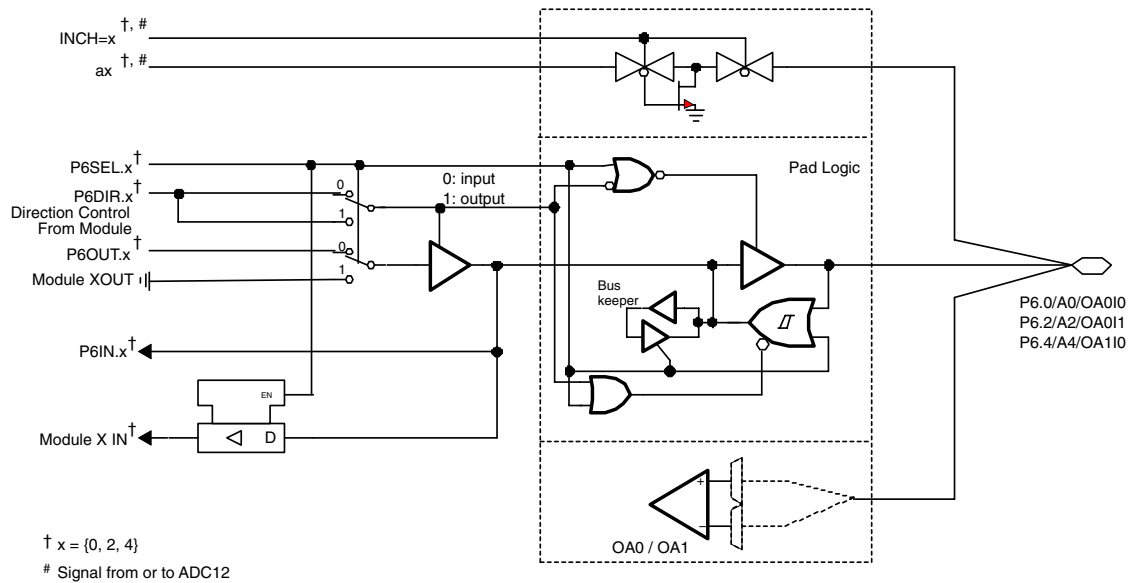 INCH=x †, #
ax †, #
P6SEL.x †
P6DIR.x †
Direction Control
From Module
P6OUT.x †
Module XOUT
P6IN.x †
Module X IN †
0
1
0
1
0: input
1: output
Pad Logic
Bus
keeper
EN
D
+
−
OA0 / OA1
P6.0/A0/OA0I0
P6.2/A2/OA0I1
P6.4/A4/OA1I0
† x = {0, 2, 4}
# Signal from or to ADC12